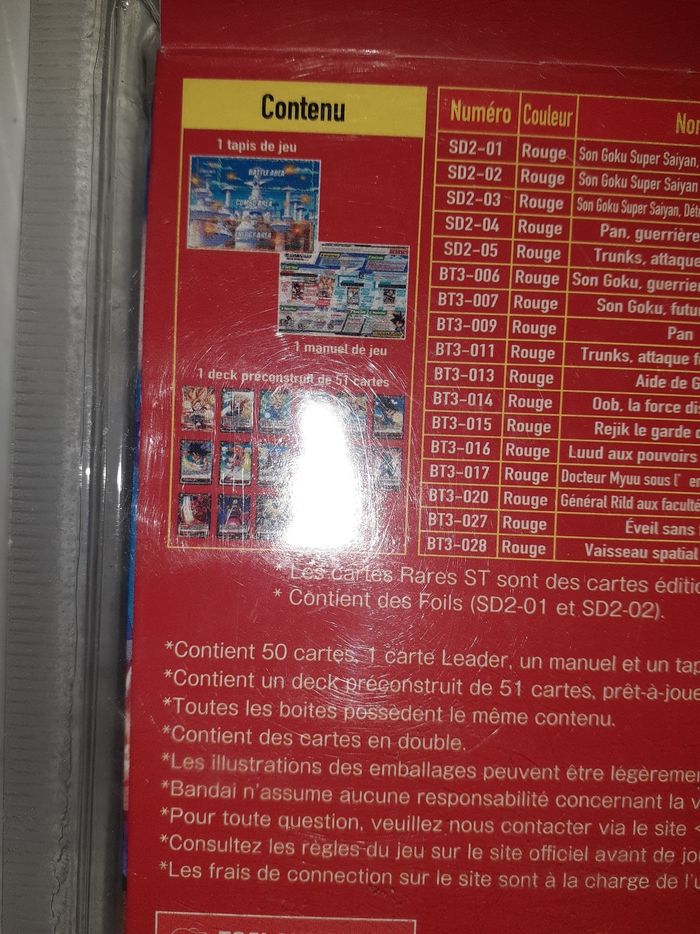 Contenu
1 tapis de jeu
BATTLE AREA
COMBO AREA
ENERGY AREA
1 manuel de jeu
1 deck préconstruit de 51 cartes
Numéro Couleur
SD2-01 Rouge Son Goku Super Saiyan,
SD2-02 Rouge Son Goku Super Saiyan,
SD2-03 Rouge Son Goku Super Saiyan,
SD2-04 Rouge Pan, guerrière
SD2-05 Rouge Trunks, attaque
BT3-006 Rouge Son Goku,
BT3-007 Rouge Son Goku,
BT3-009 Rouge Pan
BT3-011 Rouge Trunks, attaque
BT3-013 Rouge Aide de
BT3-014 Rouge Oob, la force
BT3-015 Rouge Rejik le garde
BT3-016 Rouge Luud aux pouvoirs
BT3-017 Rouge Docteur Myuu sous l'
BT3-020 Rouge Général Rild aux
BT3-027 Rouge Éveil sans
BT3-028 Rouge Vaisseau spatial
*Les cartes Rares ST sont des cartes
* Contient des Foils (SD2-01 et SD2-02).
*Contient 50 cartes, 1 carte Leader, un manuel et un
*Contient un deck préconstruit de 51 cartes,
*Toutes les boites possèdent le même contenu.
*Contient des cartes en double.
*Les illustrations des emballages peuvent être
*Bandai n'assume aucune responsabilité concernant la
*Pour toute question, veuillez nous contacter via le site
*Consultez les règles du jeu sur le site officiel avant de
*Les frais de connection sur le site sont à la charge de